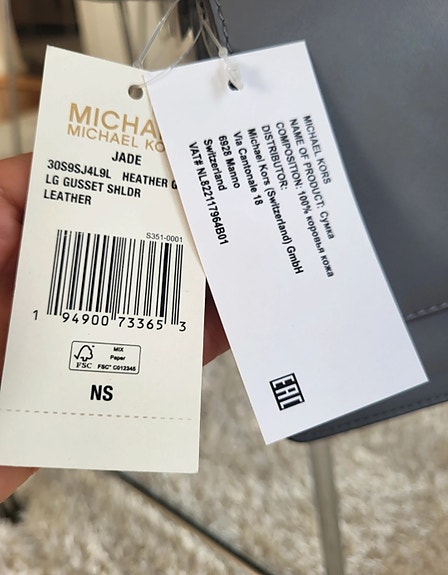 MICHA
MICHAEL KO
JADE
30S9SJ4L9L HEATHER G
LG GUSSET SHLDR
LEATHER
S351-0001
1 94900 73365 3
FSC
MIX
Paper
FSC® C012345
NS
MICHAEL KORS
NAME OF PRODUCT: Сумка
COMPOSITION: 100% коровья кожа
DISTRIBUTOR:
Michael Kors (Switzerland) GmbH
Via Cantonale 18
6928 Manno
Switzerland
VAT# NL822117964B01
EAC